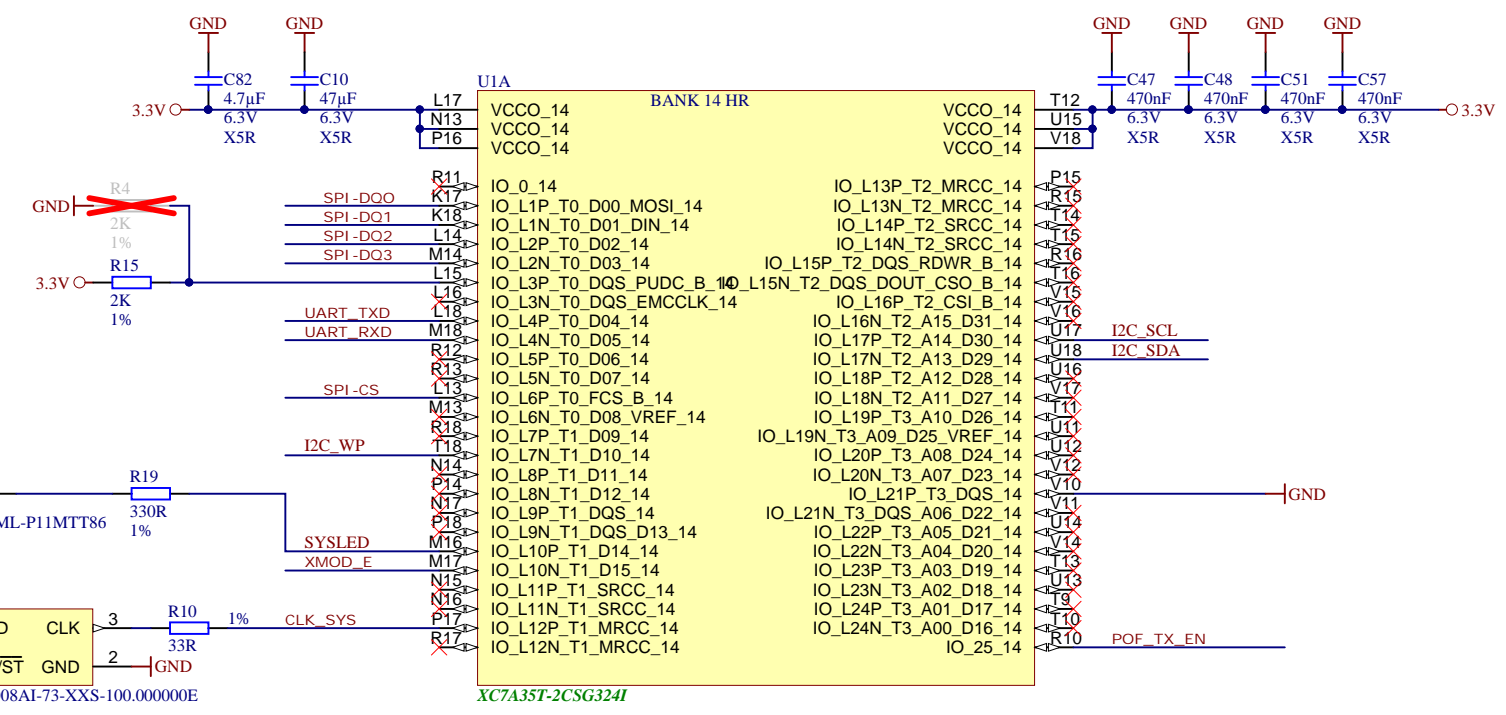 GND GND GND GND GND GND
C82 C10 U1A C47 C48 C51 C57
4.7µF 47µF 470nF 470nF 470nF 470nF
3.3V 6.3V 6.3V 6.3V 6.3V 6.3V 6.3V 3.3V
X5R X5R X5R X5R X5R X5R
BANK 14 HR
L17 VCCO_14 VCCO_14 T12
N13 VCCO_14 VCCO_14 U15
P16 VCCO_14 VCCO_14 V18
R11 IO_0_14 IO_L13P_T2_MRCC_14 P15
SPI-DQ0 K17 IO_L1P_T0_D00_MOSI_14 IO_L13N_T2_MRCC_14 R15
SPI-DQ1 K18 IO_L1N_T0_D01_DIN_14 IO_L14P_T2_SRCC_14 T14
SPI-DQ2 L14 IO_L2P_T0_D02_14 IO_L14N_T2_SRCC_14 T15
SPI-DQ3 M14 IO_L2N_T0_D03_14 IO_L15P_T2_DQS_RDWR_B_14 R16
L15 IO_L3P_T0_DQS_PUDC_B_14 IO_L15N_T2_DQS_DOUT_CSO_B_14 T16
L16 IO_L3N_T0_DQS_EMCCLK_14 IO_L16P_T2_CSI_B_14 V15
UART_TXD L18 IO_L4P_T0_D04_14 IO_L16N_T2_A15_D31_14 V16
UART_RXD M18 IO_L4N_T0_D05_14 IO_L17P_T2_A14_D30_14 U17 I2C_SCL
R12 IO_L5P_T0_D06_14 IO_L17N_T2_A13_D29_14 U18 I2C_SDA
R13 IO_L5N_T0_D07_14 IO_L18P_T2_A12_D28_14 U16
SPI-CS L13 IO_L6P_T0_FCS_B_14 IO_L18N_T2_A11_D27_14 V17
M13 IO_L6N_T0_D08_VREF_14 IO_L19P_T3_A10_D26_14 T11
R18 IO_L7P_T1_D09_14 IO_L19N_T3_A09_D25_VREF_14 U11
I2C_WP T18 IO_L7N_T1_D10_14 IO_L20P_T3_A08_D24_14 U12
N14 IO_L8P_T1_D11_14 IO_L20N_T3_A07_D23_14 V12
P14 IO_L8N_T1_D12_14 IO_L21P_T3_DQS_14 V10 GND
N17 IO_L9P_T1_DQS_14 IO_L21N_T3_DQS_A06_D22_14 V11
P18 IO_L9N_T1_DQS_D13_14 IO_L22P_T3_A05_D21_14 U14
SYSLED M16 IO_L10P_T1_D14_14 IO_L22N_T3_A04_D20_14 V14
XMOD_E M17 IO_L10N_T1_D15_14 IO_L23P_T3_A03_D19_14 T13
N15 IO_L11P_T1_SRCC_14 IO_L23N_T3_A02_D18_14 U13
N16 IO_L11N_T1_SRCC_14 IO_L24P_T3_A01_D17_14 T9
CLK_SYS P17 IO_L12P_T1_MRCC_14 IO_L24N_T3_A00_D16_14 T10
R17 IO_L12N_T1_MRCC_14 IO_25_14 R10 POF_TX_EN
XC7A35T-2CSG324I
R4
GND
2K
1%
R15
3.3V
2K
1%
R19
330R
1%
ML-P11MTT86
D CLK 3
R10 1%
33R
/ST GND 2 GND
08AI-73-XXS-100.000000E